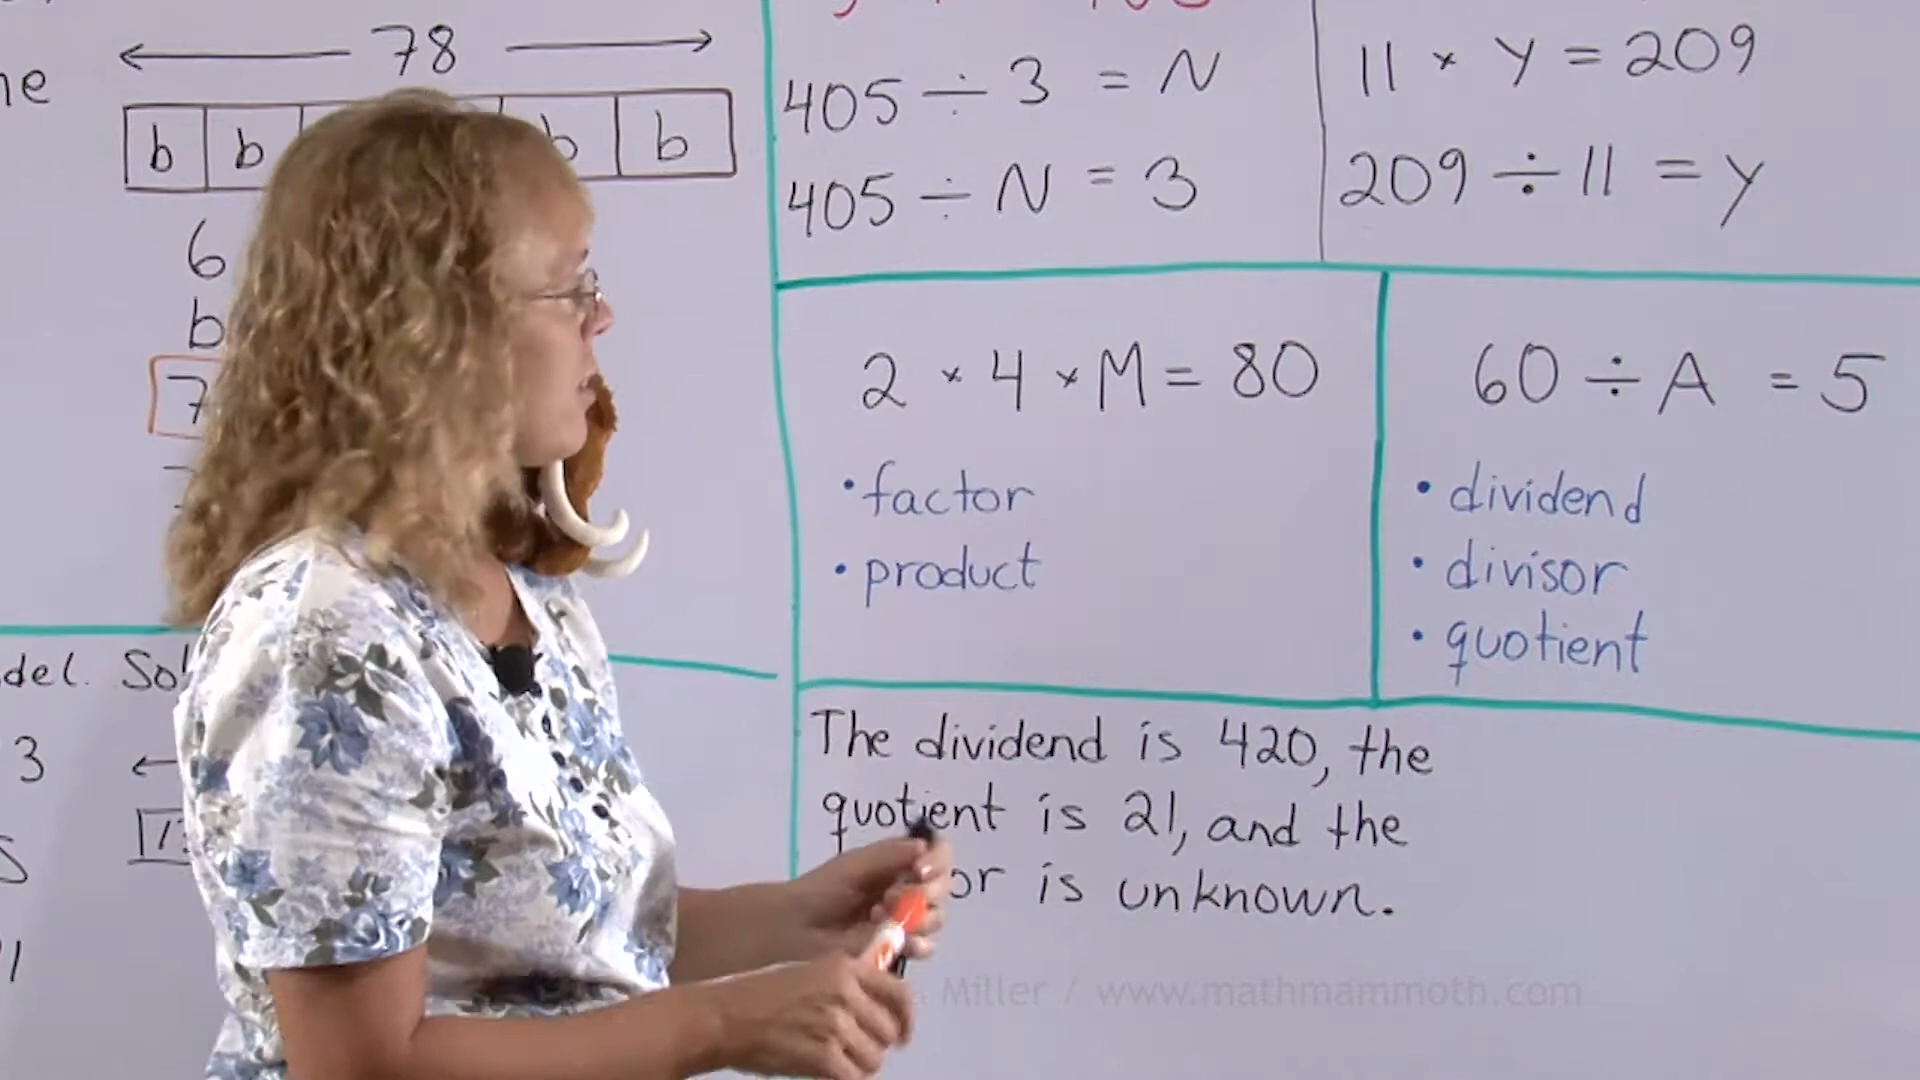 78
b b b b
6
b
7
del. So
3
11 × y = 209
405 ÷ 3 = N
405 ÷ N = 3
209 ÷ 11 = y
2 × 4 × M = 80
• factor
• product
60 ÷ A = 5
• dividend
• divisor
• quotient
The dividend is 420, the
quotient is 21, and the
or is unknown.
Miller / www.mathmammoth.com